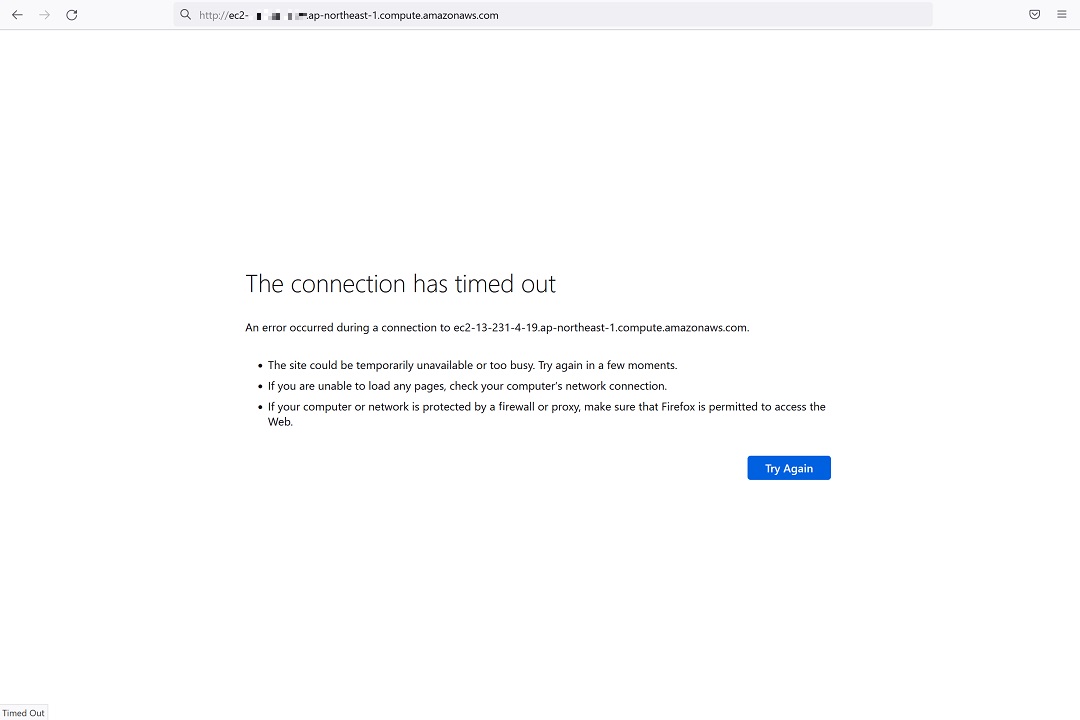 http://ec2- .ap-northeast-1.compute.amazonaws.com
The connection has timed out
An error occurred during a connection to ec2-13-231-4-19.ap-northeast-1.compute.amazonaws.com.
• The site could be temporarily unavailable or too busy. Try again in a few moments.
• If you are unable to load any pages, check your computer's network connection.
• If your computer or network is protected by a firewall or proxy, make sure that Firefox is permitted to access the
Web.
Try Again
Timed Out